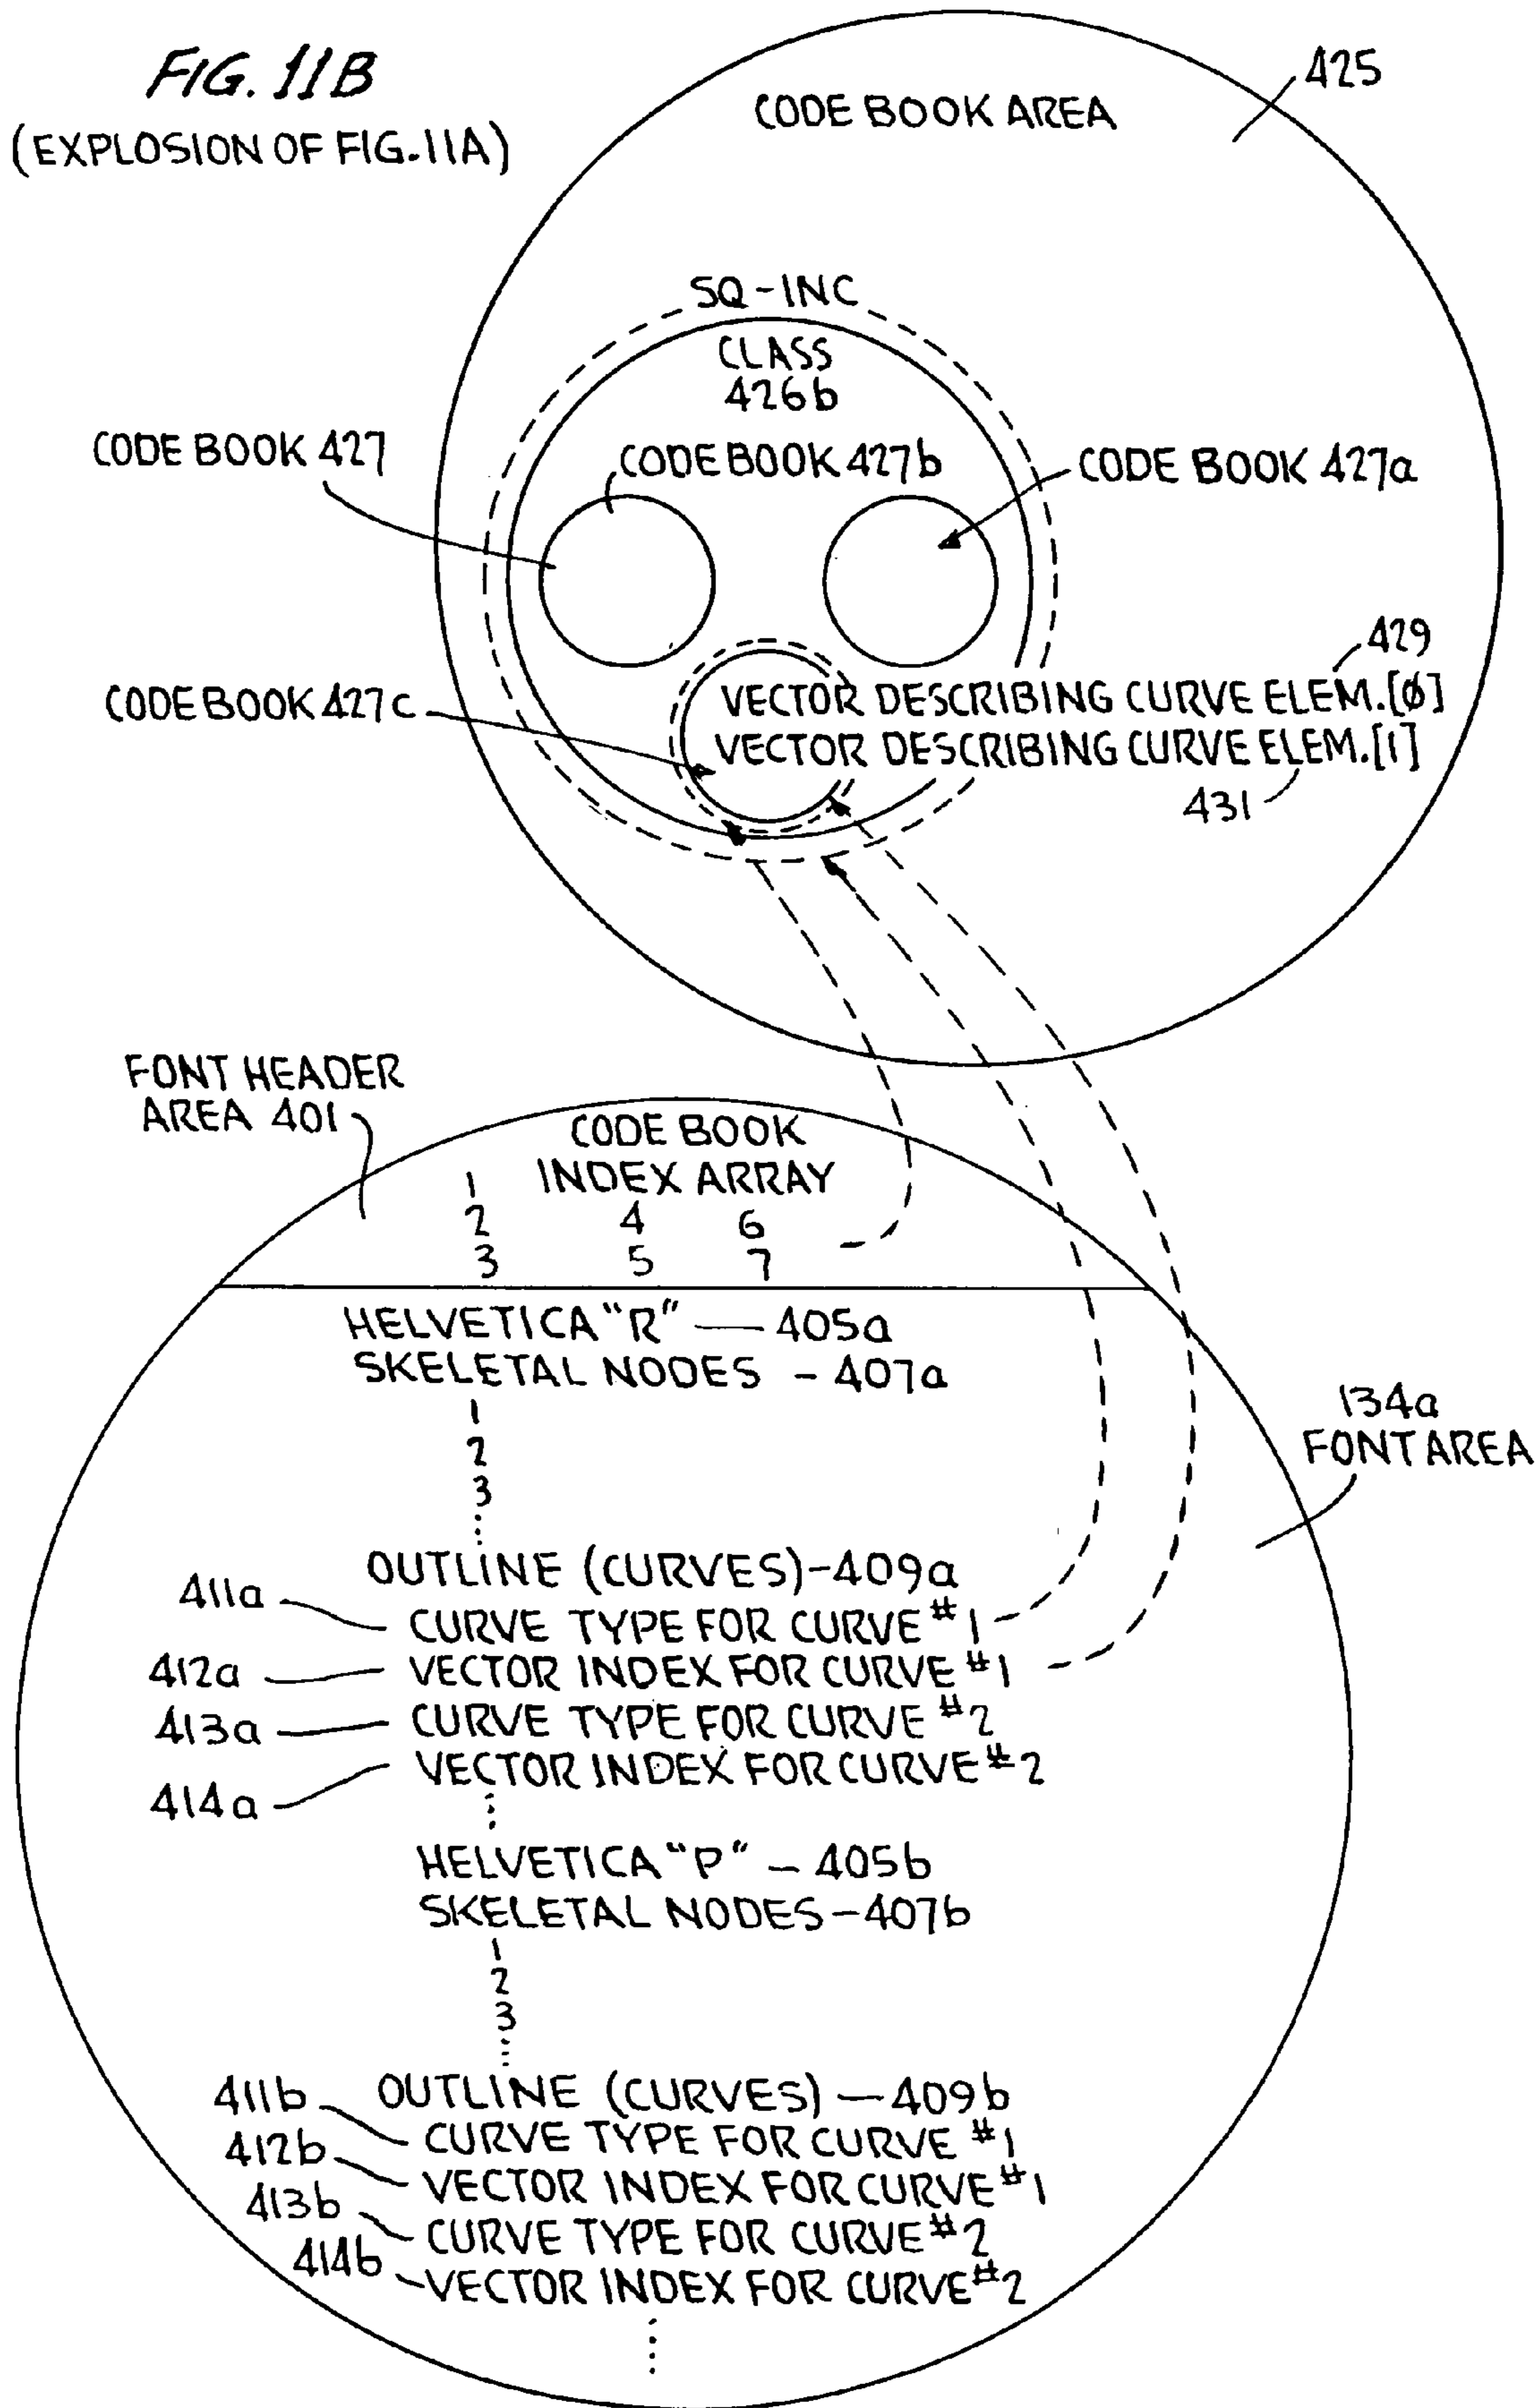 FIG. 11B
(EXPLOSION OF FIG. 11A)
425
CODE BOOK AREA
SQ-INC
CLASS
426b
CODE BOOK 427
CODE BOOK 427b
CODE BOOK 427a
429
CODE BOOK 427c
VECTOR DESCRIBING CURVE ELEM.[Ø]
VECTOR DESCRIBING CURVE ELEM.[1]
431
FONT HEADER
AREA 401
CODE BOOK
INDEX ARRAY
1
2 4 6
3 5 7
HELVETICA "R" — 405a
SKELETAL NODES - 407a
1
2
3
⋮
134a
FONT AREA
OUTLINE (CURVES)-409a
411a CURVE TYPE FOR CURVE #1
412a VECTOR INDEX FOR CURVE #1
413a CURVE TYPE FOR CURVE #2
414a VECTOR INDEX FOR CURVE #2
⋮
HELVETICA "P" - 405b
SKELETAL NODES - 407b
1
2
3
⋮
OUTLINE (CURVES) — 409b
411b CURVE TYPE FOR CURVE #1
412b VECTOR INDEX FOR CURVE #1
413b CURVE TYPE FOR CURVE #2
414b VECTOR INDEX FOR CURVE #2
⋮